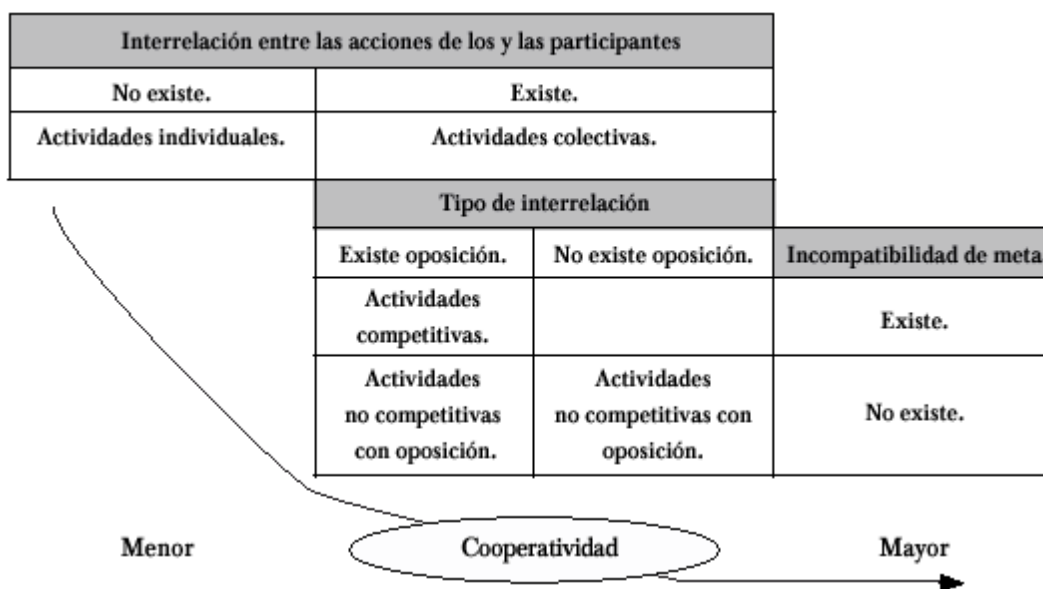 Interrelación entre las acciones de los y las participantes
No existe.
Existe.
Actividades individuales.
Actividades colectivas.
Tipo de interrelación
Existe oposición.
No existe oposición.
Incompatibilidad de meta
Actividades
competitivas.
Existe.
Actividades
no competitivas
con oposición.
Actividades
no competitivas con
oposición.
No existe.
Menor
Cooperatividad
Mayor